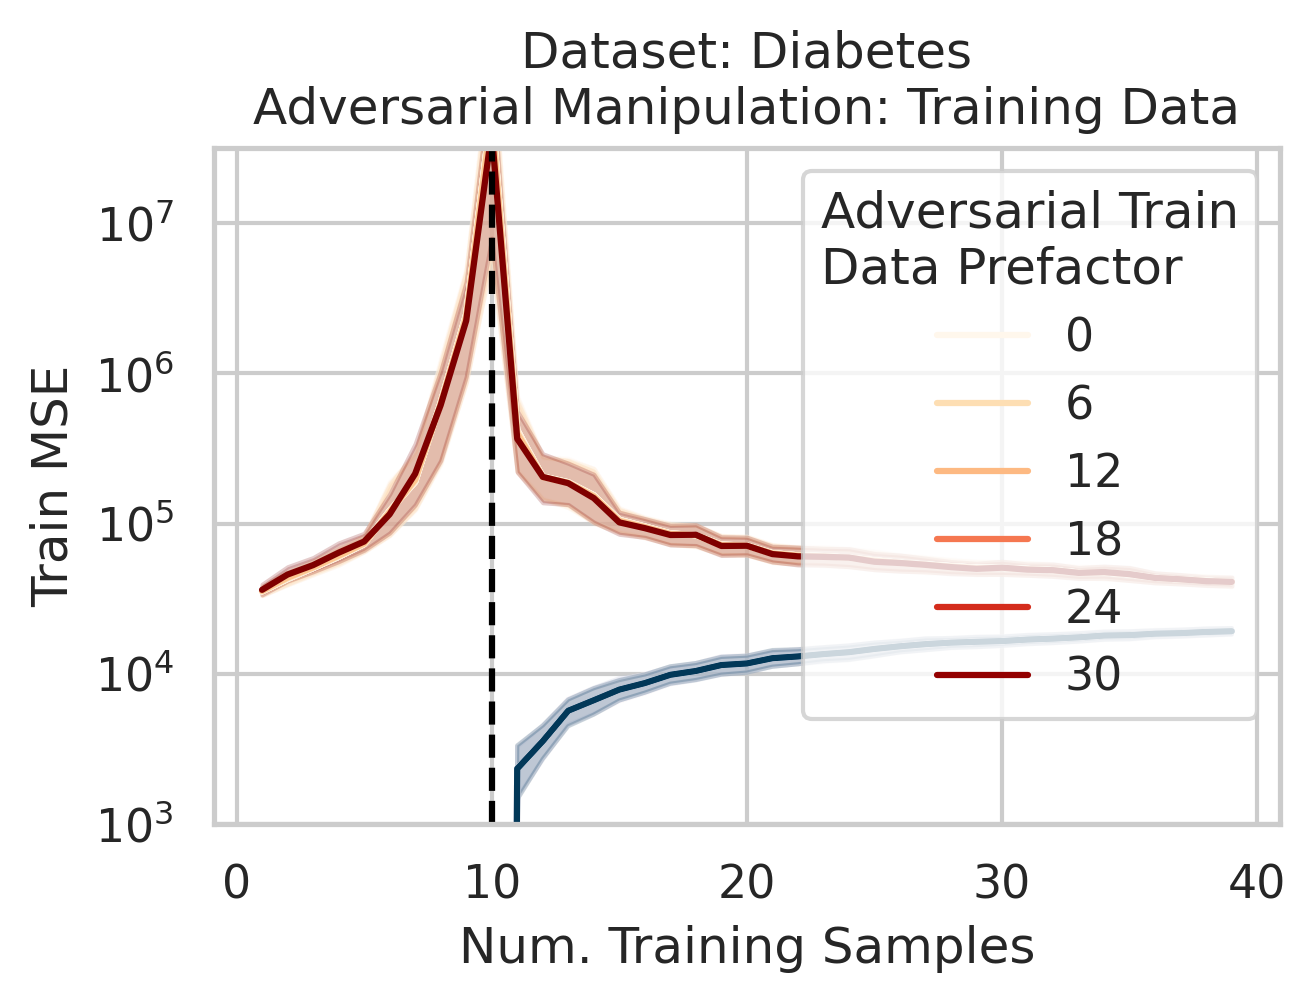 Dataset: Diabetes
Adversarial Manipulation: Training Data
Train MSE
10⁷
10⁶
10⁵
10⁴
10³
Adversarial Train
Data Prefactor
0
6
12
18
24
30
0
10
20
30
40
Num. Training Samples